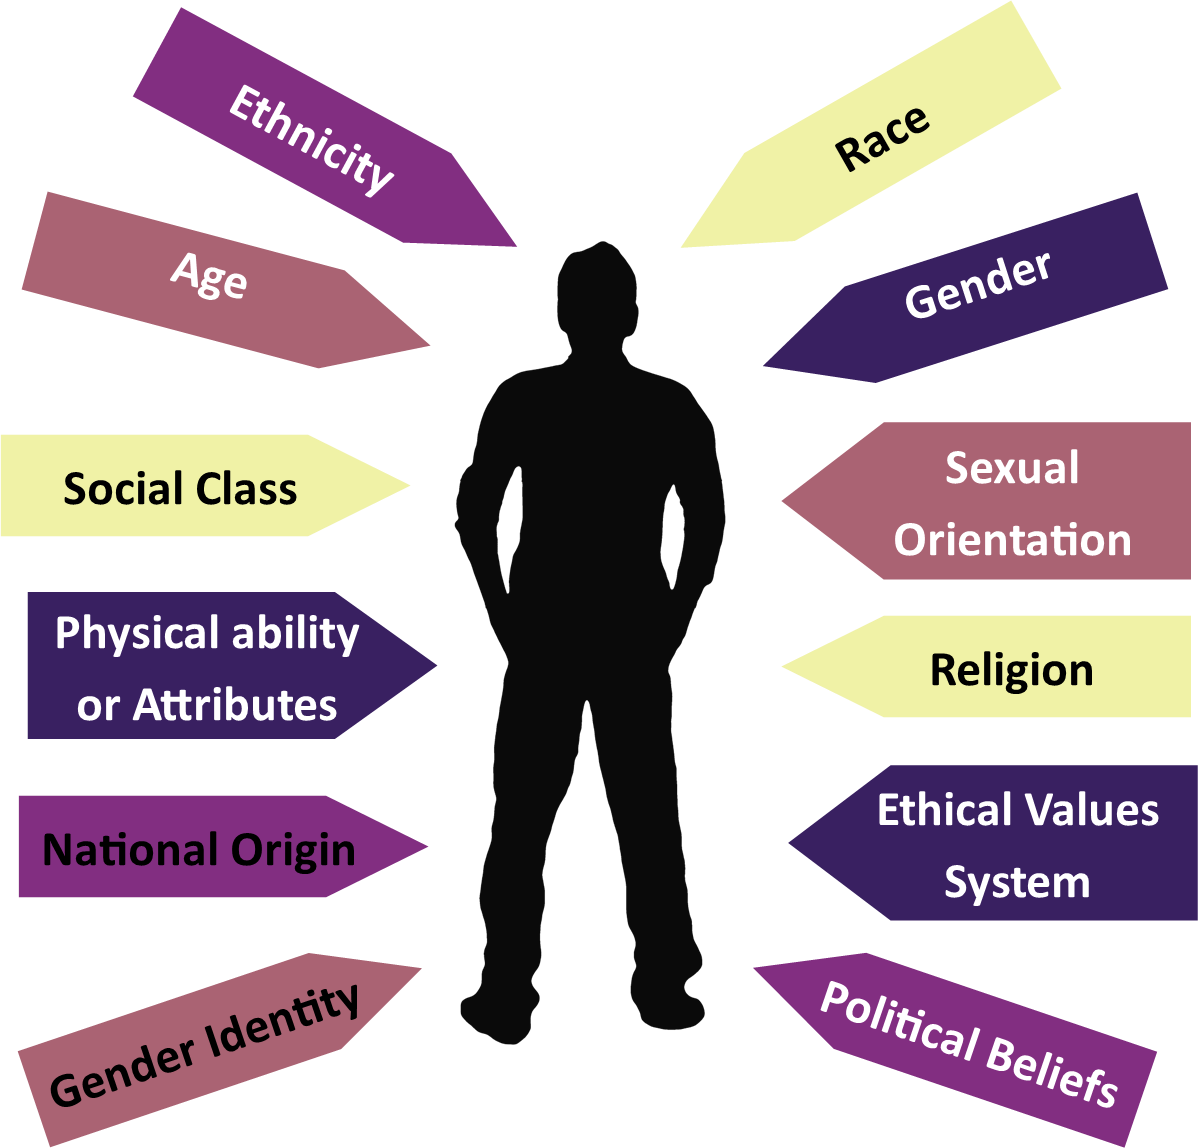 Ethnicity
Race
Age
Gender
Social Class
Sexual
Orientation
Physical ability
or Attributes
Religion
National Origin
Ethical Values
System
Gender Identity
Political Beliefs